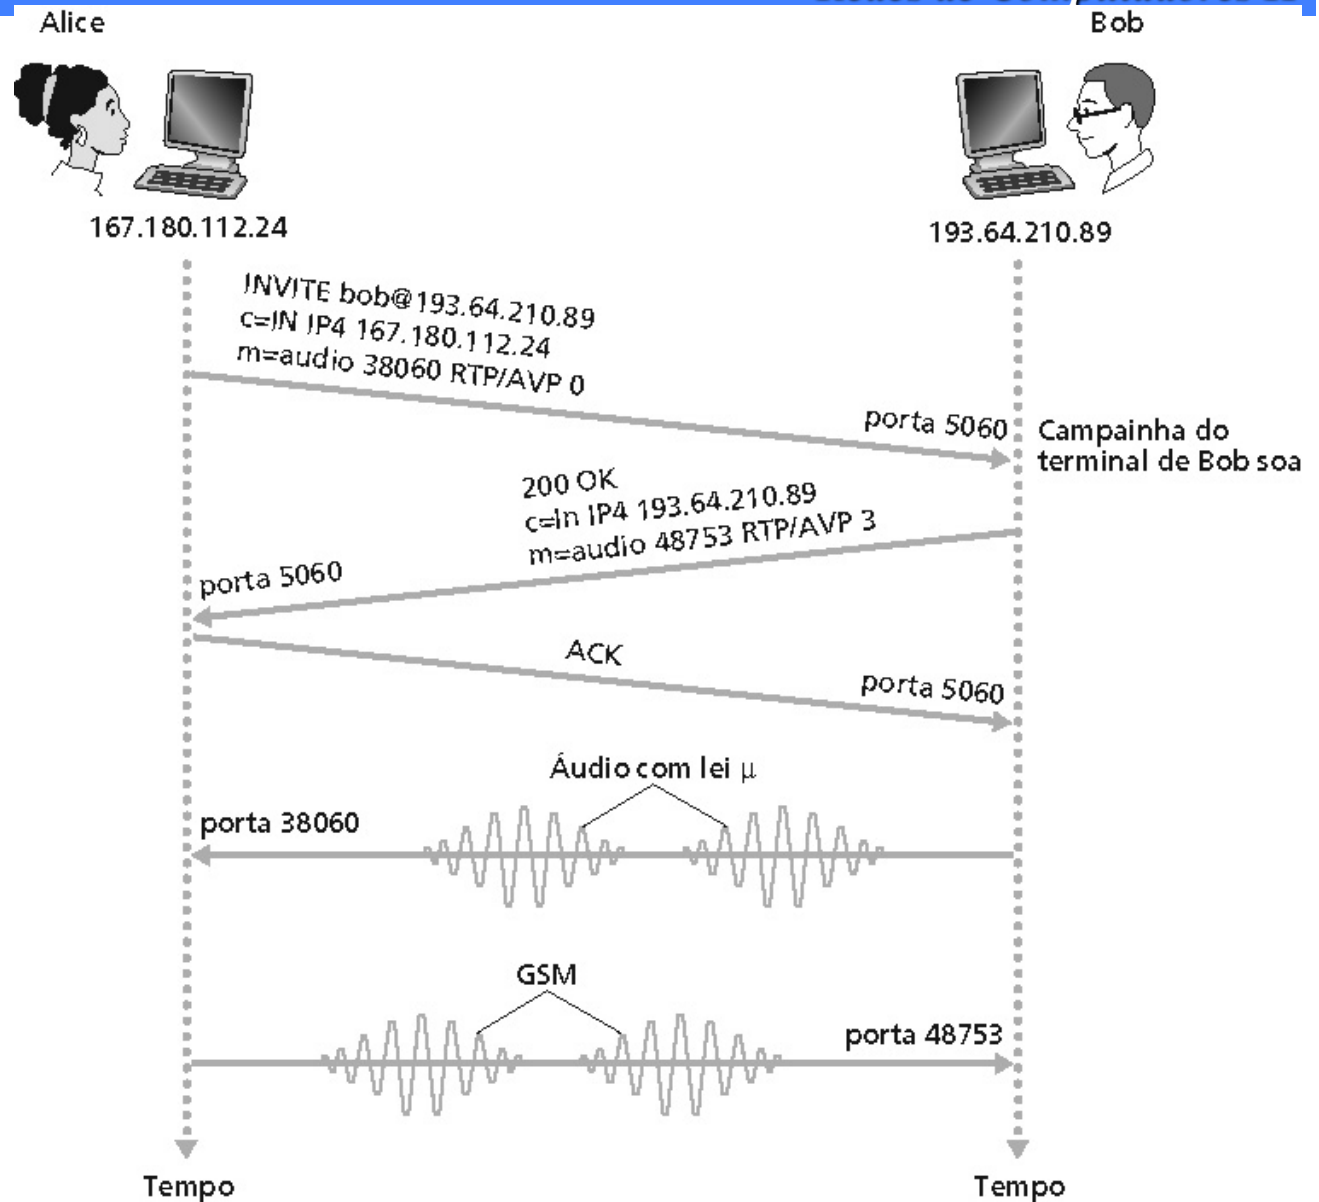 Alice
Bob
167.180.112.24
193.64.210.89
INVITE bob@193.64.210.89
c=IN IP4 167.180.112.24
m=audio 38060 RTP/AVP 0
porta 5060
Campainha do
terminal de Bob soa
200 OK
c=In IP4 193.64.210.89
m=audio 48753 RTP/AVP 3
porta 5060
ACK
porta 5060
Áudio com lei μ
porta 38060
GSM
porta 48753
Tempo
Tempo